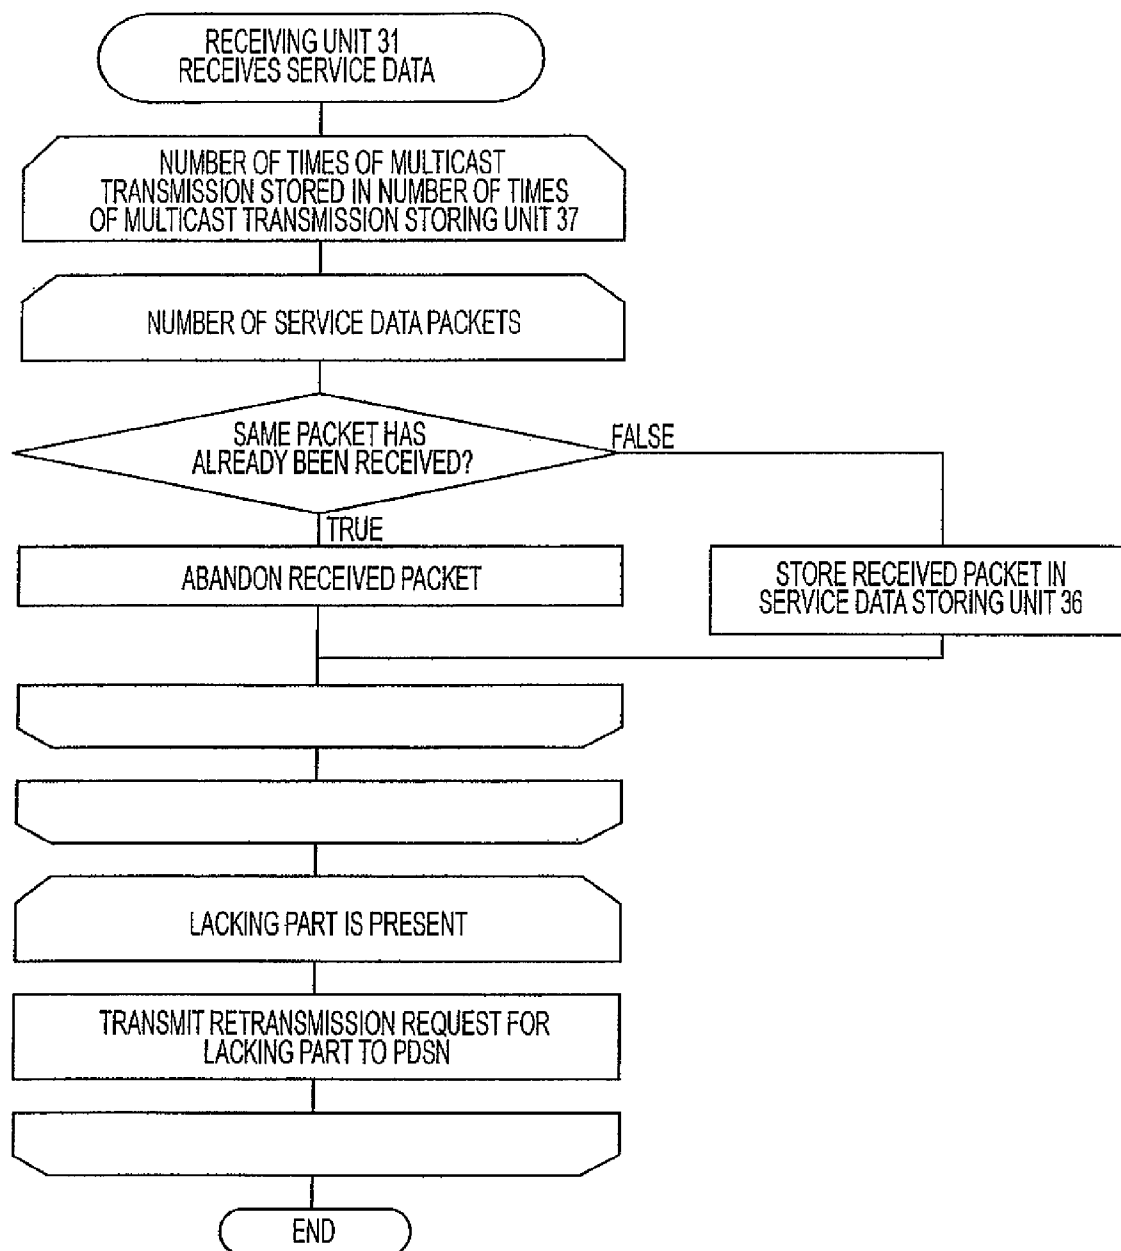 RECEIVING UNIT 31
RECEIVES SERVICE DATA
NUMBER OF TIMES OF MULTICAST
TRANSMISSION STORED IN NUMBER OF TIMES
OF MULTICAST TRANSMISSION STORING UNIT 37
NUMBER OF SERVICE DATA PACKETS
SAME PACKET HAS
ALREADY BEEN RECEIVED?
FALSE
TRUE
ABANDON RECEIVED PACKET
STORE RECEIVED PACKET IN
SERVICE DATA STORING UNIT 36
LACKING PART IS PRESENT
TRANSMIT RETRANSMISSION REQUEST FOR
LACKING PART TO PDSN
END